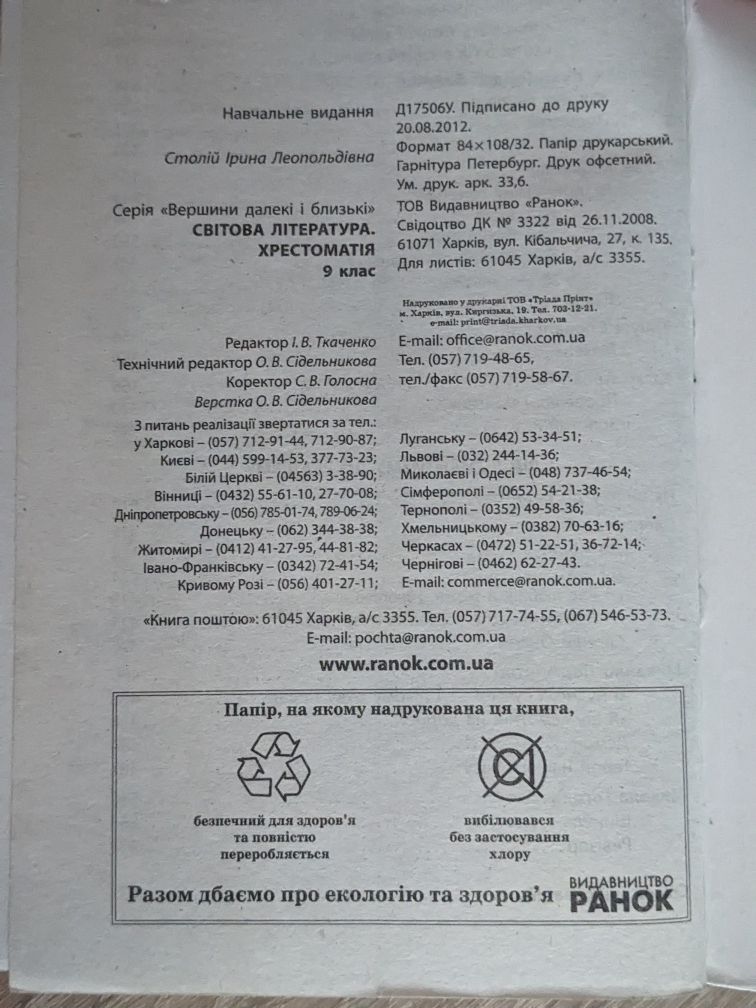 Навчальне видання
Столій Ірина Леопольдівна
Серія «Вершини далекі і близькі»
СВІТОВА ЛІТЕРАТУРА.
ХРЕСТОМАТІЯ
9 клас
Редактор І. В. Ткаченко
Технічний редактор О. В. Сідельникова
Коректор С. В. Голосна
Верстка О. В. Сідельникова
Д17506У. Підписано до друку
20.08.2012.
Формат 84×108/32. Папір друкарський.
Гарнітура Петербург. Друк офсетний.
Ум. друк. арк. 33,6.
ТОВ Видавництво «Ранок».
Свідоцтво ДК № 3322 від 26.11.2008.
61071 Харків, вул. Кібальчича, 27, к. 135.
Для листів: 61045 Харків, а/с 3355.
Надруковано у друкарні ТОВ «Тріада Прінт»
м. Харків, вул. Киргизька, 19. Тел. 703-12-21.
e-mail: print@triada.kharkov.ua
E-mail: office@ranok.com.ua
Тел. (057) 719-48-65,
тел./факс (057) 719-58-67.
З питань реалізації звертатися за тел.:
у Харкові – (057) 712-91-44, 712-90-87;
Києві – (044) 599-14-53, 377-73-23;
Білій Церкві – (04563) 3-38-90;
Вінниці – (0432) 55-61-10, 27-70-08;
Дніпропетровську – (056) 785-01-74, 789-06-24;
Донецьку – (062) 344-38-38;
Житомирі – (0412) 41-27-95, 44-81-82;
Івано-Франківську – (0342) 72-41-54;
Кривому Розі – (056) 401-27-11;
Луганську – (0642) 53-34-51;
Львові – (032) 244-14-36;
Миколаєві і Одесі – (048) 737-46-54;
Сімферополі – (0652) 54-21-38;
Тернополі – (0352) 49-58-36;
Хмельницькому – (0382) 70-63-16;
Черкасах – (0472) 51-22-51, 36-72-14;
Чернігові – (0462) 62-27-43.
E-mail: commerce@ranok.com.ua.
«Книга поштою»: 61045 Харків, а/с 3355. Тел. (057) 717-74-55, (067) 546-53-73.
E-mail: pochta@ranok.com.ua
www.ranok.com.ua
Папір, на якому надрукована ця книга,
безпечний для здоров'я
та повністю
переробляється
вибілювався
без застосування
хлору
Разом дбаємо про екологію та здоров'я
ВИДАВНИЦТВО
РАНОК